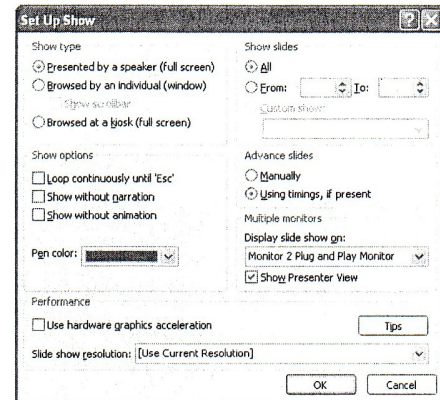 Set Up Show
Show type
Presented by a speaker (full screen)
Browsed by an individual (window)
Show scrollbar
Browsed at a kiosk (full screen)
Show slides
All
From: To:
Custom show:
Show options
Loop continuously until 'Esc'
Show without narration
Show without animation
Pen color:
Advance slides
Manually
Using timings, if present
Multiple monitors
Display slide show on:
Monitor 2 Plug and Play Monitor
Show Presenter View
Performance
Use hardware graphics acceleration
Tips
Slide show resolution: [Use Current Resolution]
OK Cancel